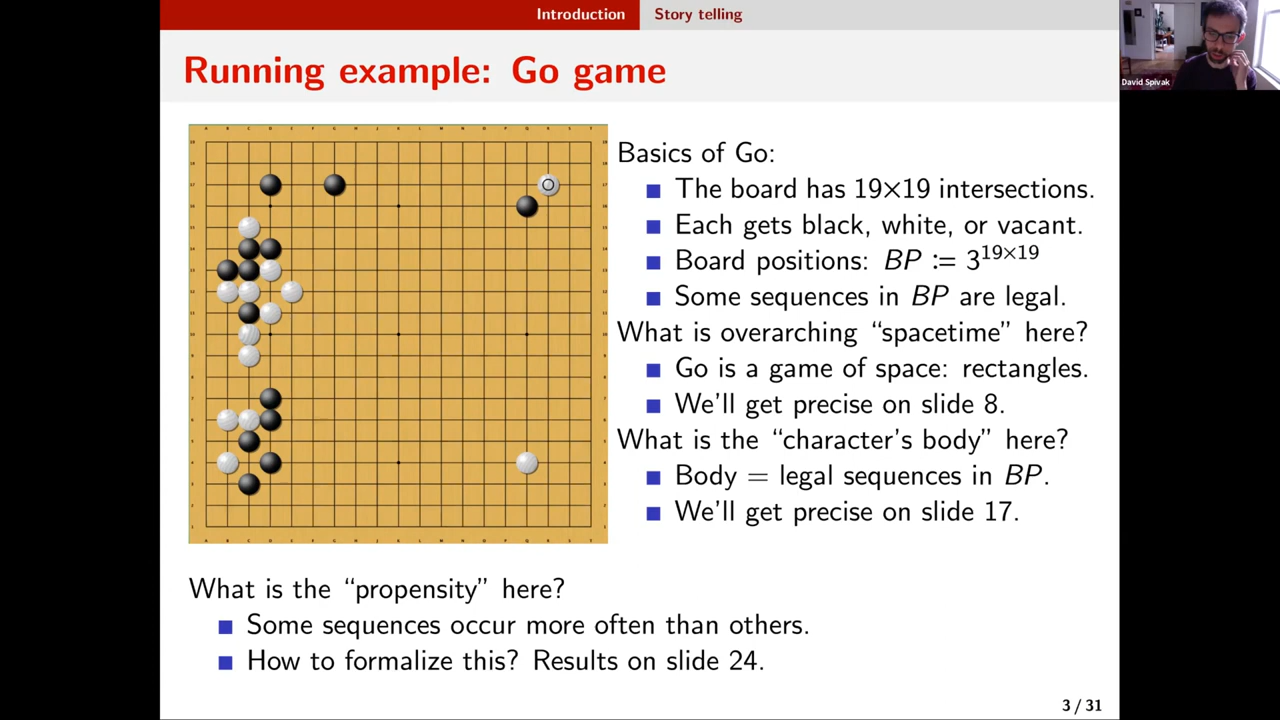 Introduction Story telling
David Spivak
Running example: Go game
Basics of Go:
The board has 19×19 intersections.
Each gets black, white, or vacant.
Board positions: BP := 3^{19×19}
Some sequences in BP are legal.
What is overarching “spacetime” here?
Go is a game of space: rectangles.
We’ll get precise on slide 8.
What is the “character’s body” here?
Body = legal sequences in BP.
We’ll get precise on slide 17.
What is the “propensity” here?
Some sequences occur more often than others.
How to formalize this? Results on slide 24.
3 / 31